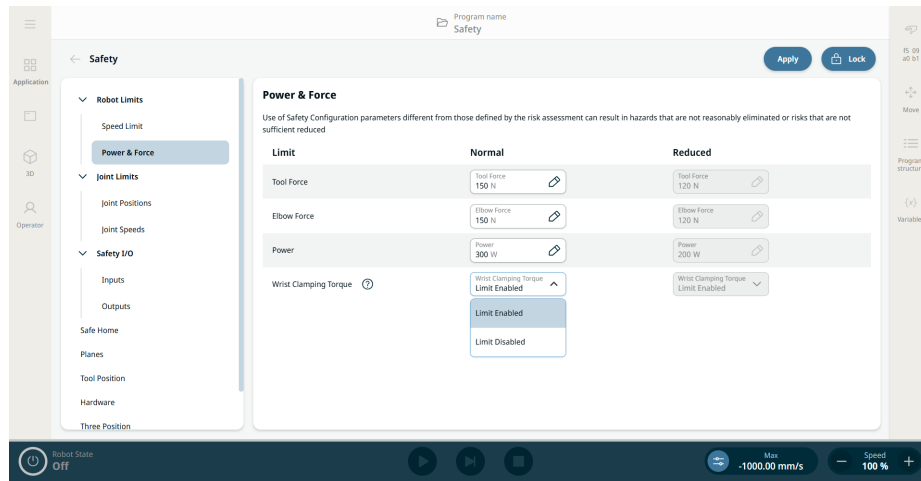 Program name
Safety
Safety
Apply
Lock
f5 09
a0 b1
Application
3D
Operator
Move
Program
structur
Variable
Robot Limits
Speed Limit
Power & Force
Joint Limits
Joint Positions
Joint Speeds
Safety I/O
Inputs
Outputs
Safe Home
Planes
Tool Position
Hardware
Three Position
Power & Force
Use of Safety Configuration parameters different from those defined by the risk assessment can result in hazards that are not reasonably eliminated or risks that are not
sufficient reduced
Limit Normal Reduced
Tool Force
Tool Force
150 N
Tool Force
120 N
Elbow Force
Elbow Force
150 N
Elbow Force
120 N
Power
Power
300 W
Power
200 W
Wrist Clamping Torque ?
Wrist Clamping Torque
Limit Enabled
Wrist Clamping Torque
Limit Enabled
Limit Enabled
Limit Disabled
Robot State
Off
Max
-1000.00 mm/s
Speed
100 %